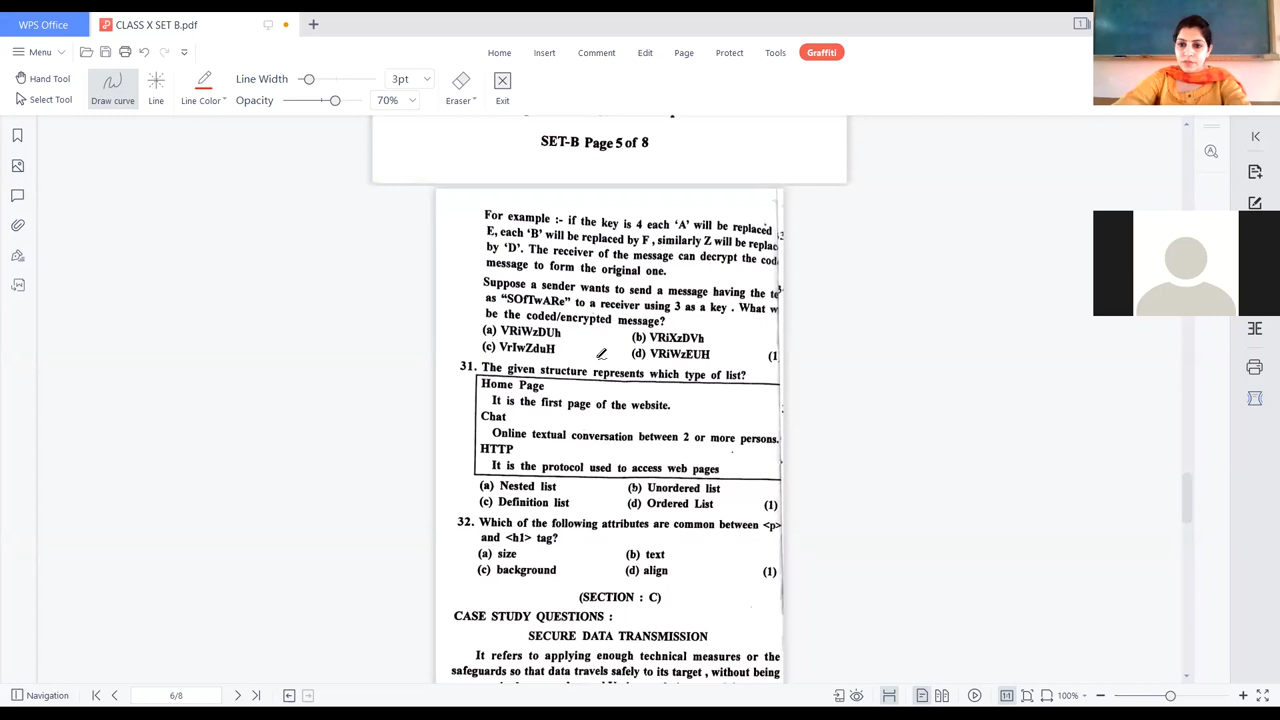 WPS Office
CLASS X SET B.pdf
Menu
Home Insert Comment Edit Page Protect Tools Graffiti
Hand Tool
Select Tool
Draw curve
Line
Line Color
Line Width 3pt
Opacity 70%
Eraser
Exit
SET-B Page 5 of 8
For example :- if the key is 4 each ‘A’ will be replaced
E, each ‘B’ will be replaced by F , similarly Z will be replac
by ‘D’. The receiver of the message can decrypt the cod
message to form the original one.
Suppose a sender wants to send a message having the te
as “SOfTwARe” to a receiver using 3 as a key . What w
be the coded/encrypted message?
(a) VRiWzDUh (b) VRiXzDVh
(c) VrIwZduH (d) VRiWzEUH (1
31. The given structure represents which type of list?
Home Page
It is the first page of the website.
Chat
Online textual conversation between 2 or more persons.
HTTP
It is the protocol used to access web pages
(a) Nested list (b) Unordered list
(c) Definition list (d) Ordered List (1)
32. Which of the following attributes are common between <p>
and <h1> tag?
(a) size (b) text
(c) background (d) align (1)
(SECTION : C)
CASE STUDY QUESTIONS :
SECURE DATA TRANSMISSION
It refers to applying enough technical measures or the
safeguards so that data travels safely to its target , without being
Navigation 6/8 100%